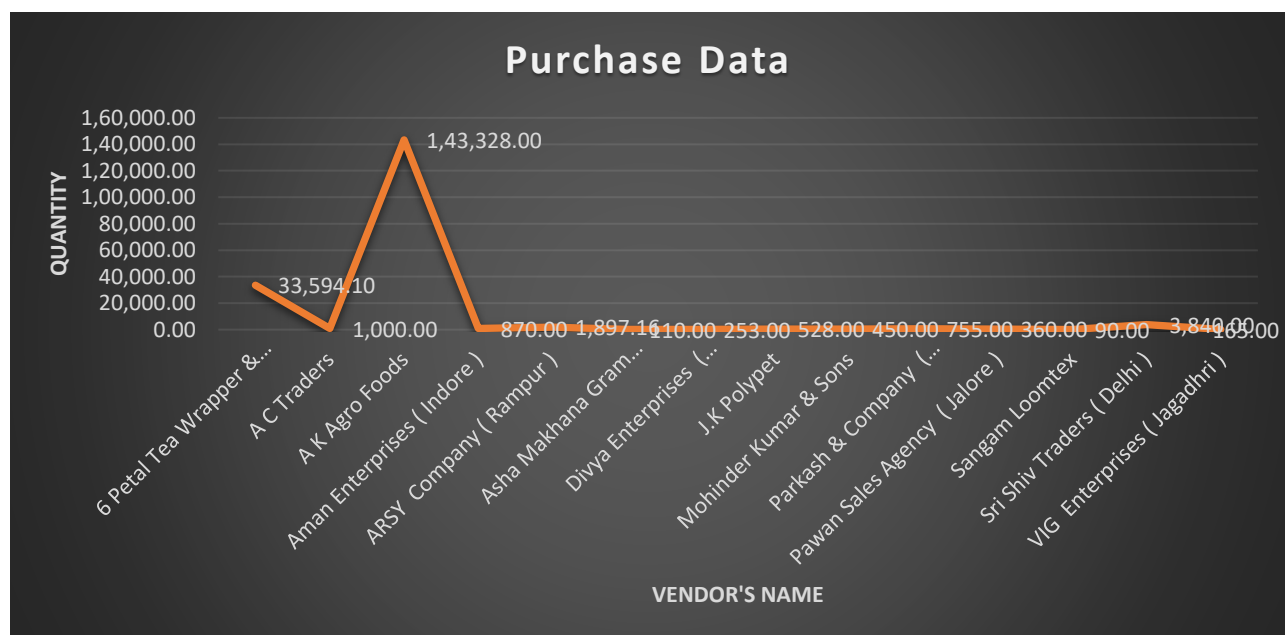 Purchase Data
1,60,000.00
1,40,000.00
1,20,000.00
1,00,000.00
80,000.00
60,000.00
40,000.00
20,000.00
0.00
QUANTITY
33,594.10
1,000.00
1,43,328.00
870.00
1,897.16
110.00
253.00
528.00
450.00
755.00
360.00
90.00
3,840.00
165.00
6 Petal Tea Wrapper &...
A C Traders
A K Agro Foods
Aman Enterprises ( Indore )
ARSY Company ( Rampur )
Asha Makhana Gram...
Divya Enterprises (...
J.K Polypet
Mohinder Kumar & Sons
Parkash & Company (...
Pawan Sales Agency ( Jalore )
Sangam Loomtex
Sri Shiv Traders ( Delhi )
VIG Enterprises ( Jagadhri )
VENDOR'S NAME